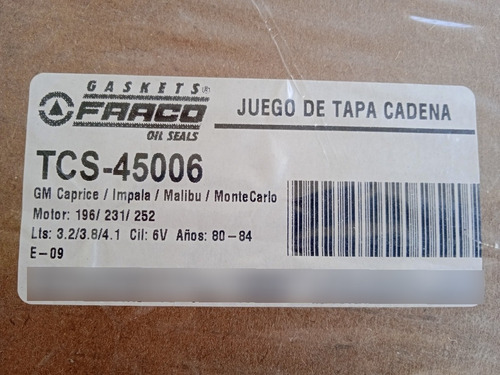 GASKETS®
FRACO
OIL SEALS
JUEGO DE TAPA CADENA
TCS-45006
GM Caprice / Impala / Malibu / MonteCarlo
Motor: 196/ 231/ 252
Lts: 3.2/3.8/4.1 Cil: 6V Años: 80-84
E-09